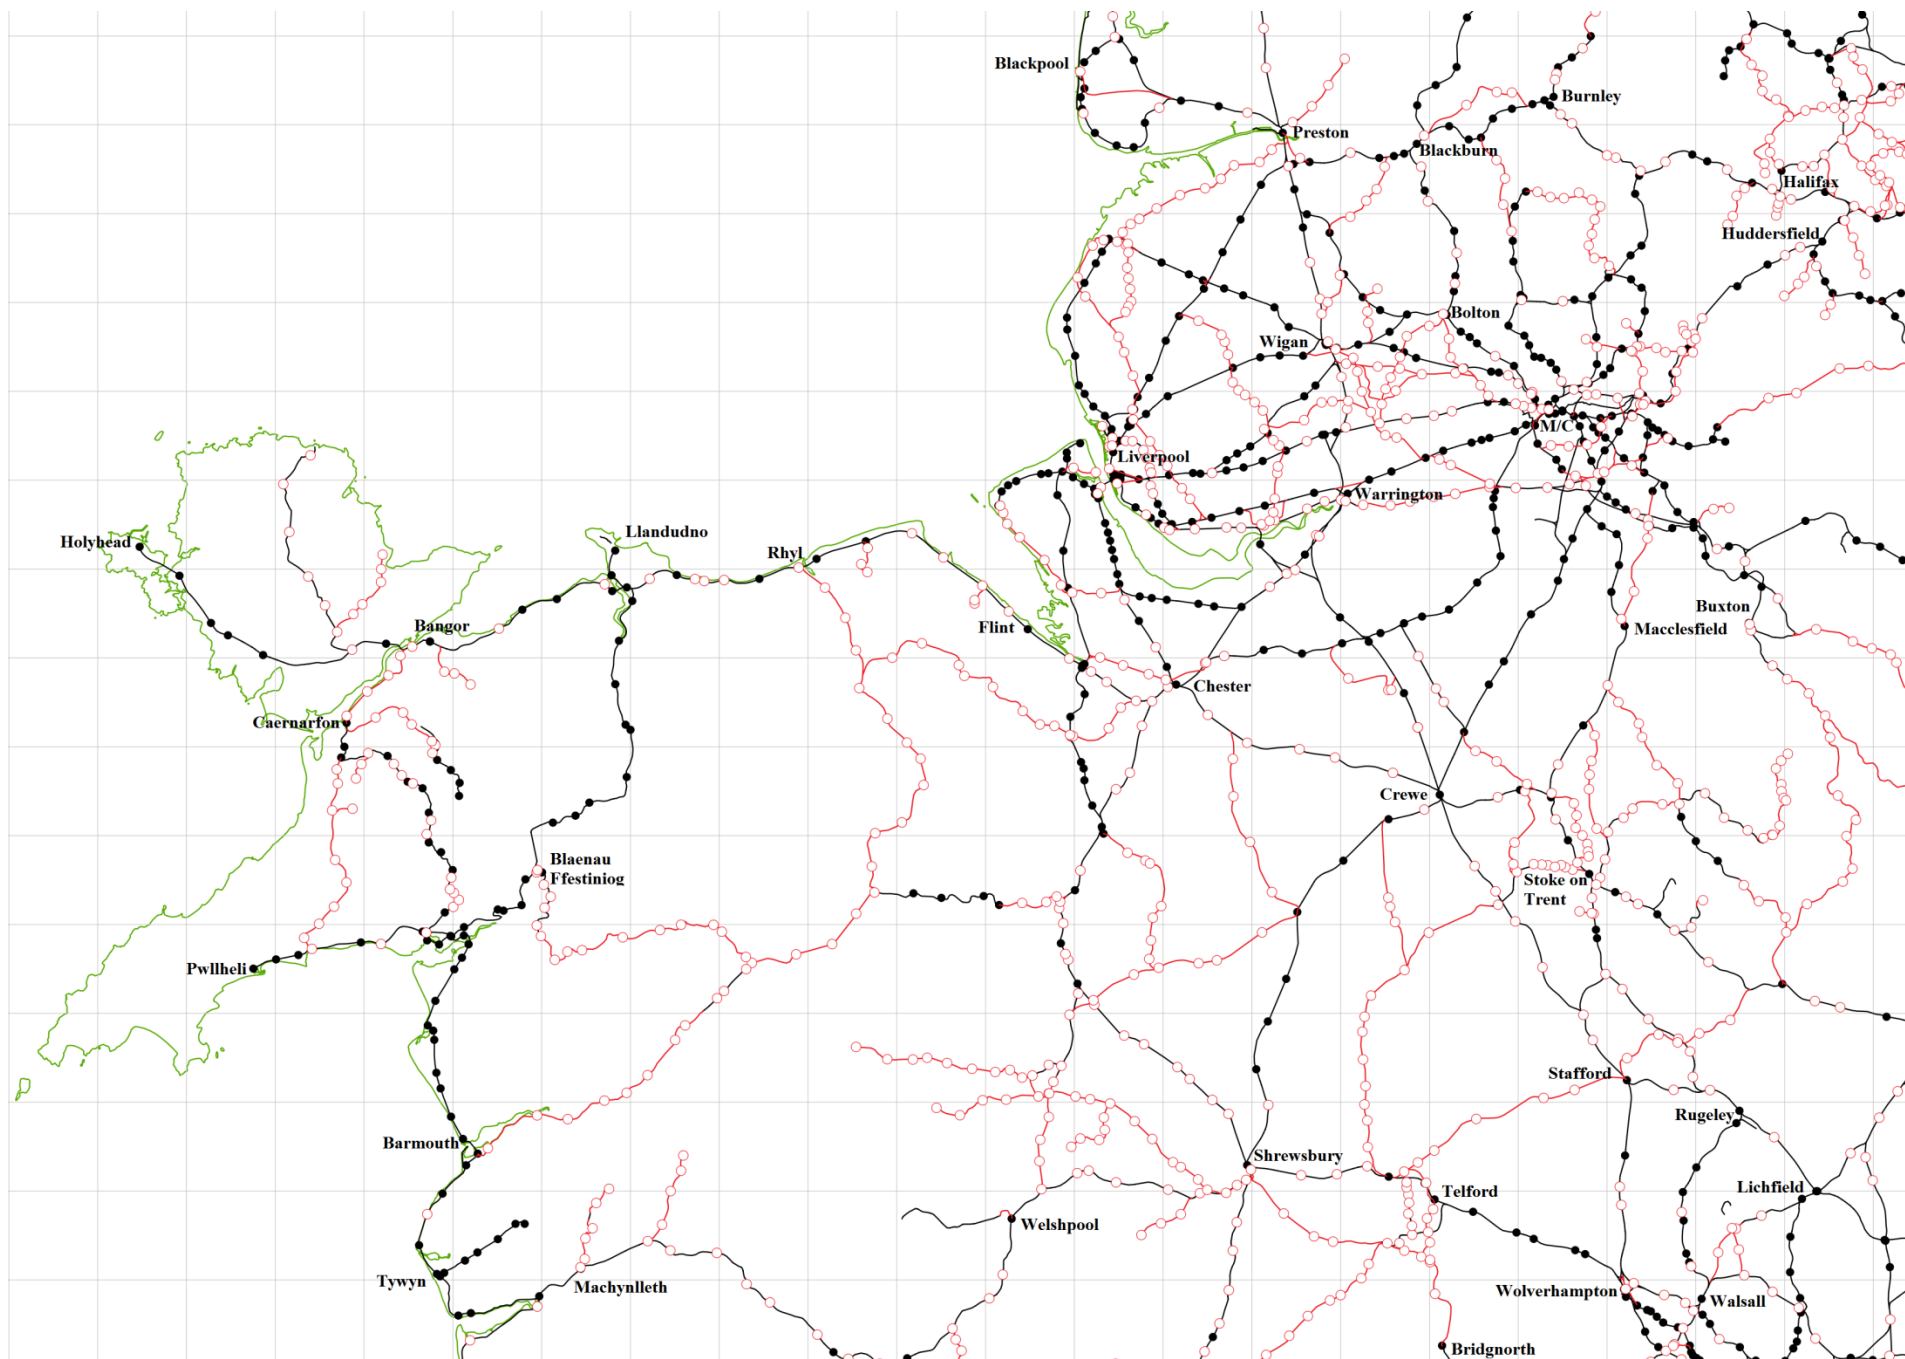 Blackpool
Burnley
Preston
Blackburn
Halifax
Huddersfield
Bolton
Wigan
M/C
Liverpool
Warrington
Llandudno
Holyhead
Rhyl
Buxton
Bangor
Flint
Macclesfield
Chester
Caernarfon
Crewe
Blaenau
Ffestiniog
Stoke on
Trent
Pwllheli
Stafford
Rugeley
Barmouth
Shrewsbury
Telford
Lichfield
Welshpool
Tywyn
Machynlleth
Wolverhampton
Walsall
Bridgnorth